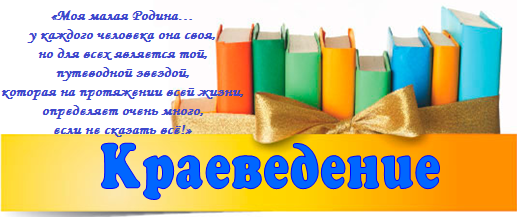 «Моя малая Родина...
у каждого человека она своя,
но для всех является той,
путеводной звездой,
которая на протяжении всей жизни,
определяет очень много,
если не сказать всё!»
Краеведение